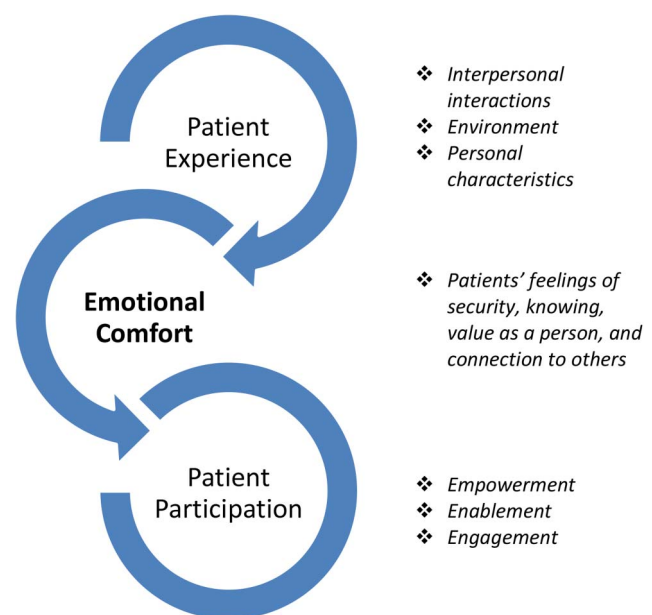 Patient
Experience
❖ Interpersonal
interactions
❖ Environment
❖ Personal
characteristics
Emotional
Comfort
❖ Patients' feelings of
security, knowing,
value as a person, and
connection to others
Patient
Participation
❖ Empowerment
❖ Enablement
❖ Engagement